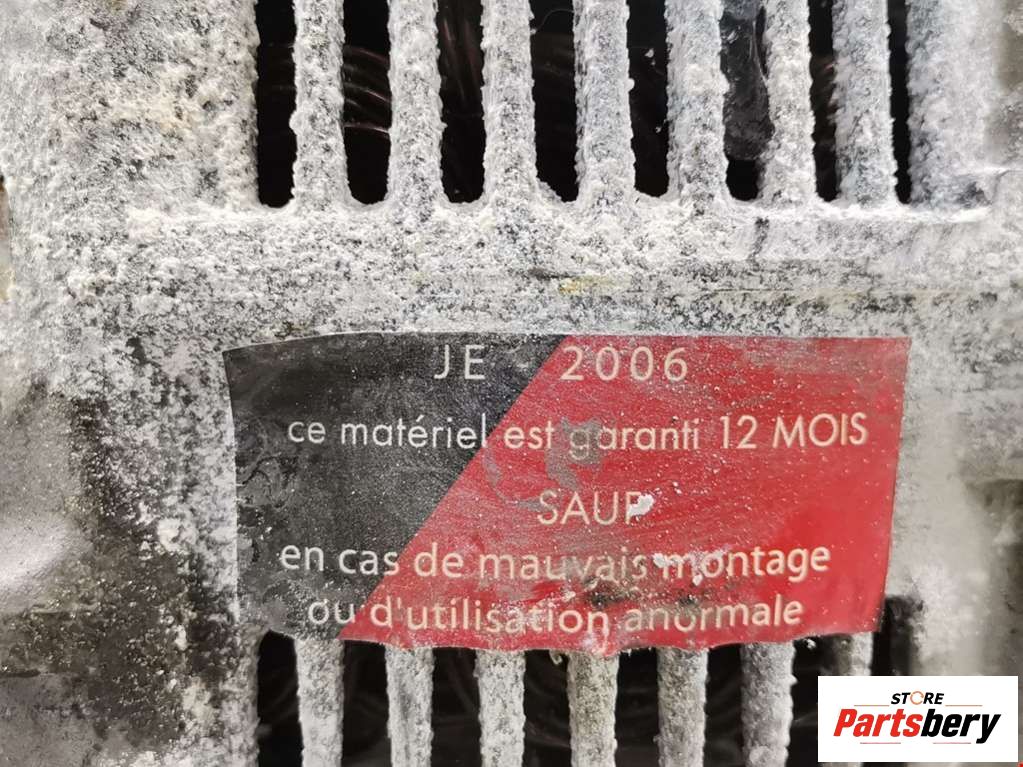 JE 2006
ce matériel est garanti 12 MOIS
SAUF
en cas de mauvais montage
ou d'utilisation anormale
STORE
Partsbery